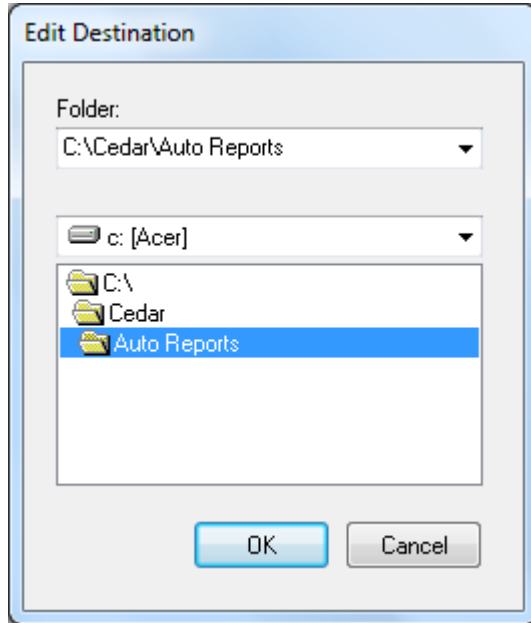 Edit Destination
Folder:
C:\Cedar\Auto Reports
c: [Acer]
C:\
Cedar
Auto Reports
OK
Cancel